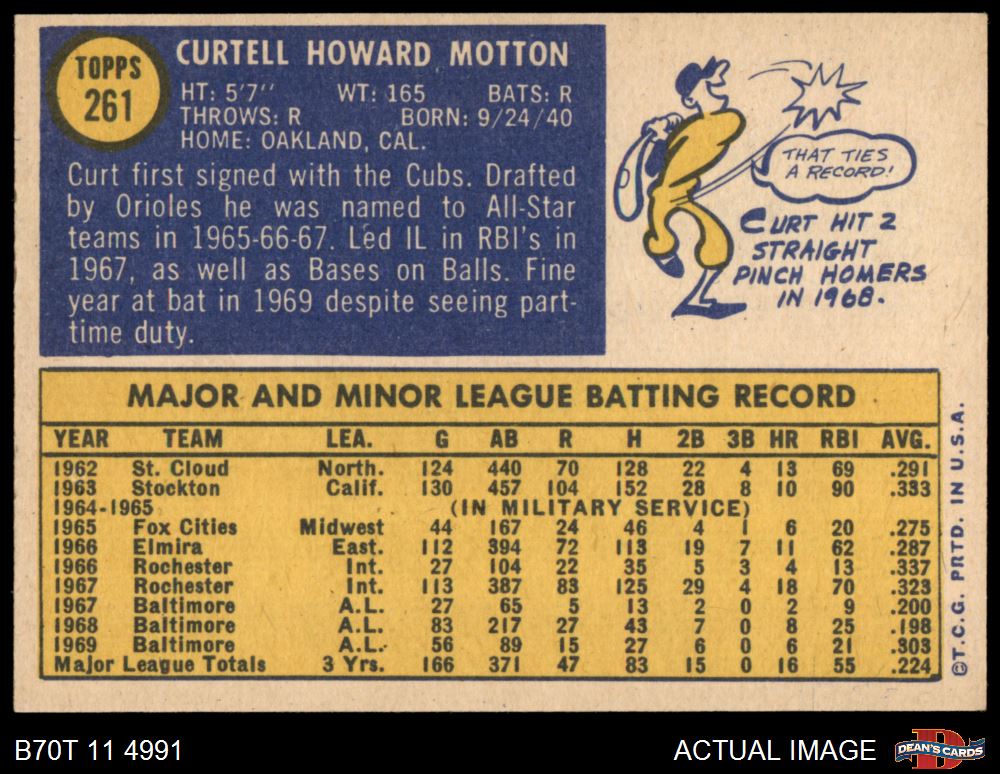 TOPPS
261
CURTELL HOWARD MOTTON
HT: 5'7" WT: 165 BATS: R
THROWS: R BORN: 9/24/40
HOME: OAKLAND, CAL.
Curt first signed with the Cubs. Drafted
by Orioles he was named to All-Star
teams in 1965-66-67. Led IL in RBI's in
1967, as well as Bases on Balls. Fine
year at bat in 1969 despite seeing part-
time duty.
THAT TIES
A RECORD!
CURT HIT 2
STRAIGHT
PINCH HOMERS
IN 1968.
MAJOR AND MINOR LEAGUE BATTING RECORD
YEAR TEAM LEA. G AB R H 2B 3B HR RBI AVG.
1962 St. Cloud North. 124 440 70 128 22 4 13 69 .291
1963 Stockton Calif. 130 457 104 152 28 8 10 90 .333
1964-1965 (IN MILITARY SERVICE)
1965 Fox Cities Midwest 44 167 24 46 4 1 6 20 .275
1966 Elmira East. 112 394 72 113 19 7 11 62 .287
1966 Rochester Int. 27 104 22 35 5 3 4 13 .337
1967 Rochester Int. 113 387 83 125 29 4 18 70 .323
1967 Baltimore A.L. 27 65 5 13 2 0 2 9 .200
1968 Baltimore A.L. 83 217 27 43 7 0 8 25 .198
1969 Baltimore A.L. 56 89 15 27 6 0 6 21 .303
Major League Totals 3 Yrs. 166 371 47 83 15 0 16 55 .224
©T.C.G. PRTD. IN U.S.A.
B70T 11 4991
ACTUAL IMAGE
DEAN'S CARDS